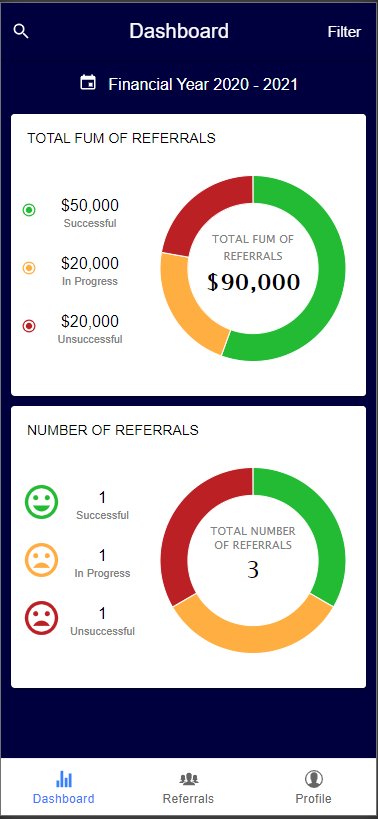 Dashboard
Filter
Financial Year 2020 - 2021
TOTAL FUM OF REFERRALS
$50,000
Successful
$20,000
In Progress
$20,000
Unsuccessful
TOTAL FUM OF
REFERRALS
$90,000
NUMBER OF REFERRALS
1
Successful
1
In Progress
1
Unsuccessful
TOTAL NUMBER
OF REFERRALS
3
Dashboard
Referrals
Profile